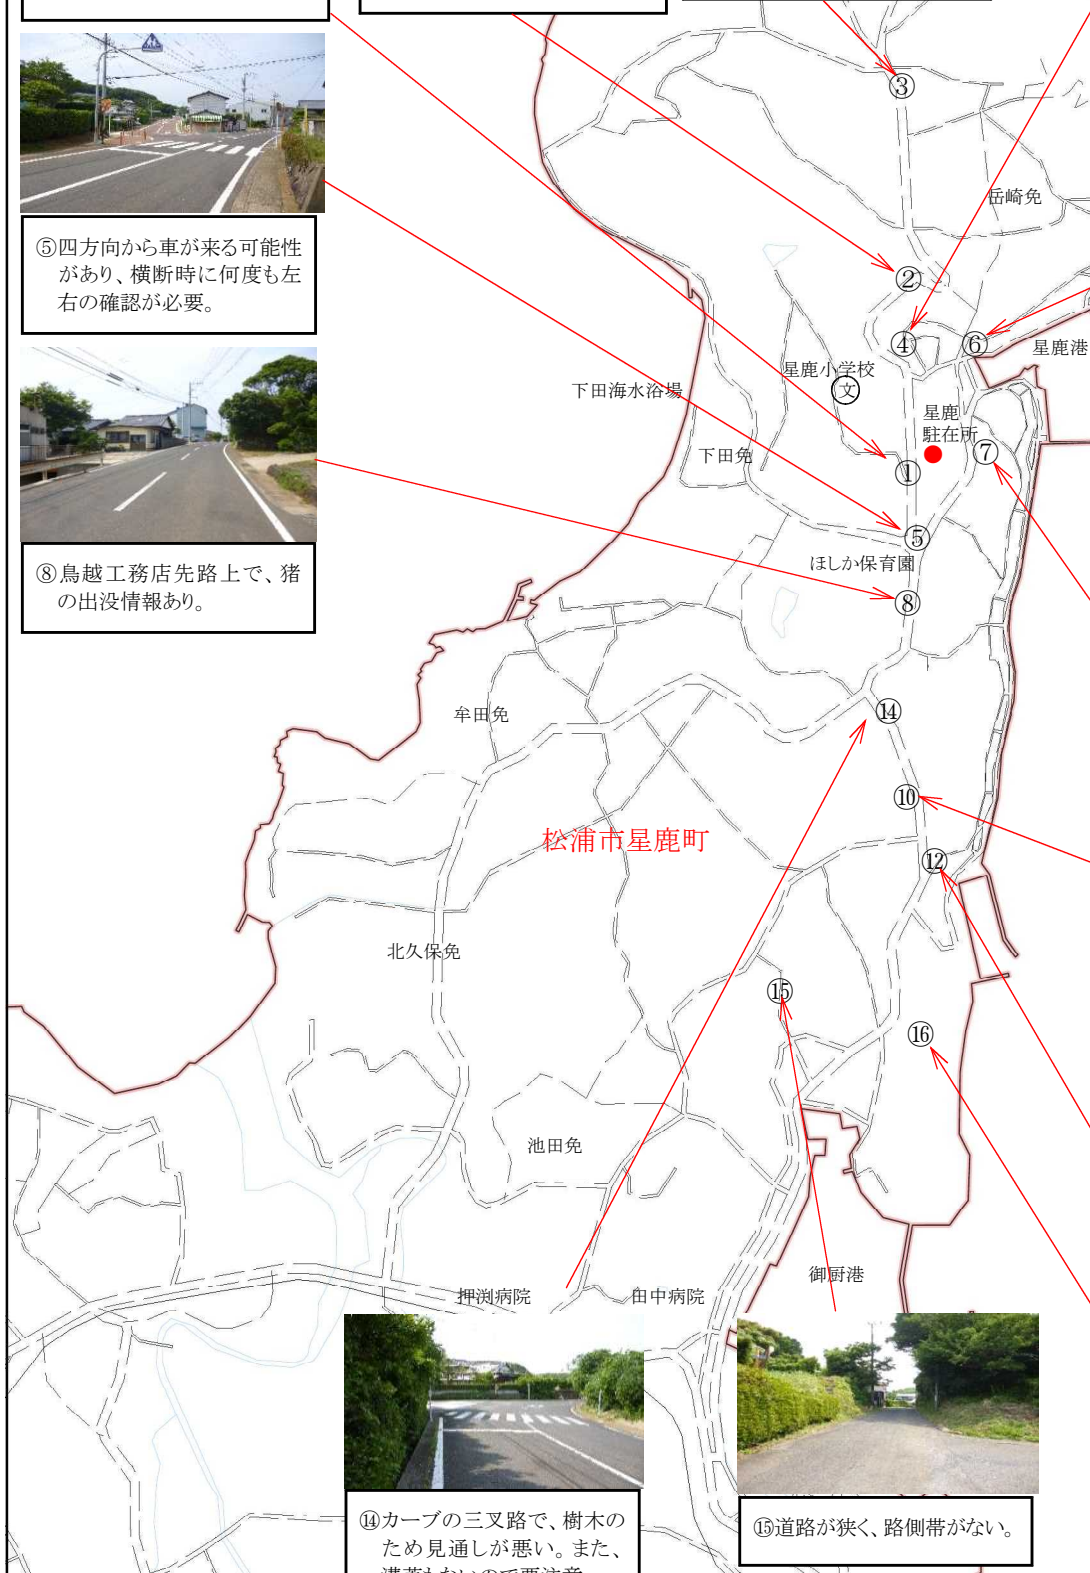 ③
岳崎免
②
④
⑥
星鹿港
星鹿小学校
文
下田海水浴場
星鹿
駐在所
下田免
①
⑦
⑤
ほしか保育園
⑧
⑤四方向から車が来る可能性
があり、横断時に何度も左
右の確認が必要。
⑧鳥越工務店先路上で、猪
の出没情報あり。
牟田免
⑭
⑩
松浦市星鹿町
⑫
北久保免
⑮
⑯
池田免
御厨港
押渕病院
田中病院
⑭カーブの三叉路で、樹木の
ため見通しが悪い。また、
⑮道路が狭く、路側帯がない。